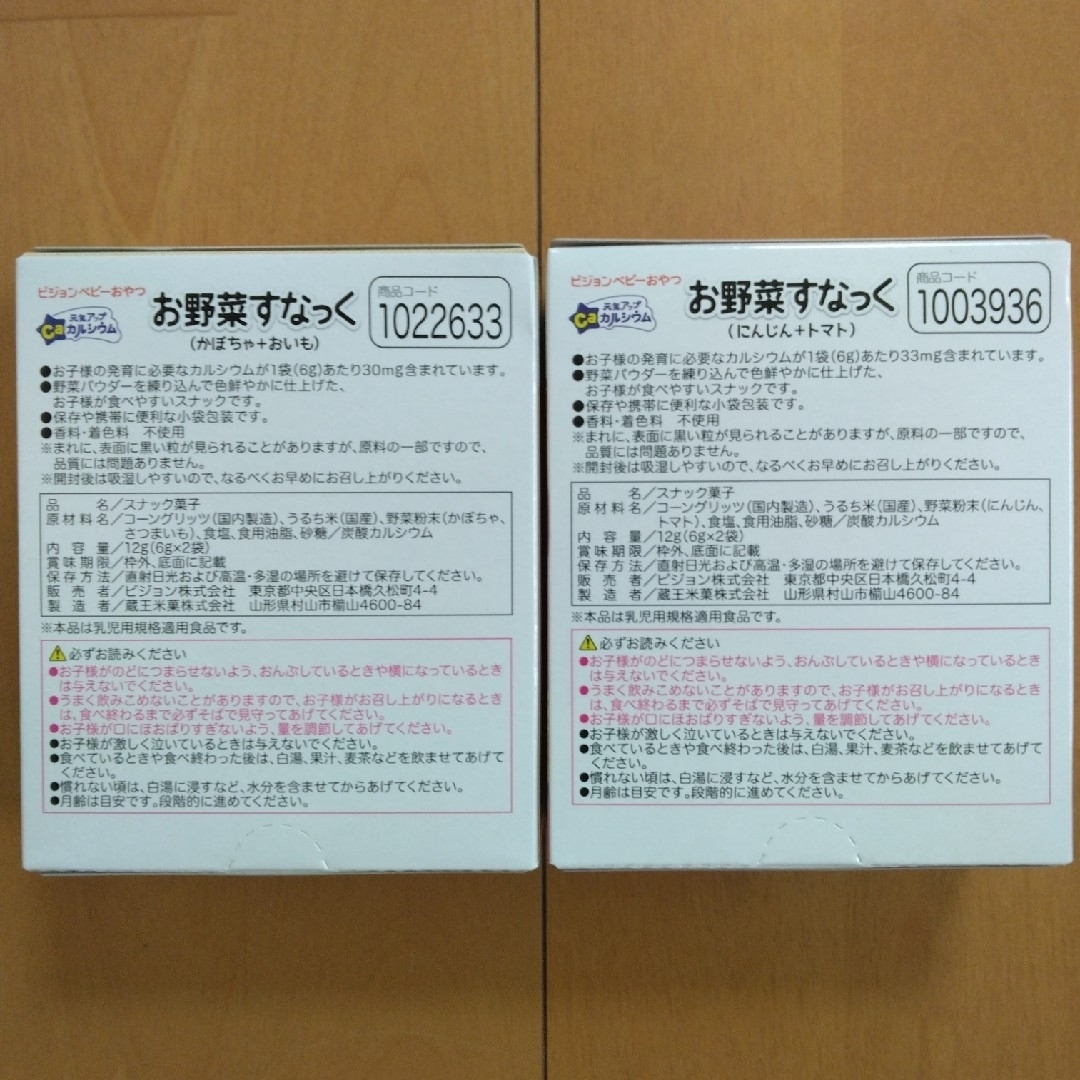 ピジョンベビーおやつ
元気アップ
Caカルシウム
お野菜すなっく
(かぼちゃ+おいも)
商品コード
1022633
●お子様の発育に必要なカルシウムが1袋(6g)あたり30mg含まれています。
●野菜パウダーを練り込んで色鮮やかに仕上げた、
お子様が食べやすいスナックです。
●保存や携帯に便利な小袋包装です。
●香料・着色料 不使用
※まれに、表面に黒い粒が見られることがありますが、原料の一部ですので、
品質には問題ありません。
※開封後は吸湿しやすいので、なるべくお早めにお召し上がりください。
品名/スナック菓子
原材料名/コーングリッツ(国内製造)、うるち米(国産)、野菜粉末(かぼちゃ、
さつまいも)、食塩、食用油脂、砂糖/炭酸カルシウム
内容量/12g(6g×2袋)
賞味期限/枠外、底面に記載
保存方法/直射日光および高温・多湿の場所を避けて保存してください。
販売者/ピジョン株式会社 東京都中央区日本橋久松町4-4
製造者/蔵王米菓株式会社 山形県村山市楯山4600-84
※本品は乳児用規格適用食品です。
必ずお読みください
●お子様がのどにつまらせないよう、おんぶしているときや横になっているとき
は与えないでください。
●うまく飲みこめないことがありますので、お子様がお召し上がりになるとき
は、食べ終わるまで必ずそばで見守ってあげてください。
●お子様が口にほおばりすぎないよう、量を調節してあげてください。
●お子様が激しく泣いているときは与えないでください。
●食べているときや食べ終わった後は、白湯、果汁、麦茶などを飲ませてあげて
ください。
●慣れない頃は、白湯に浸すなど、水分を含ませてからあげてください。
●月齢は目安です。段階的に進めてください。
ピジョンベビーおやつ
元気アップ
Caカルシウム
お野菜すなっく
(にんじん+トマト)
商品コード
1003936
●お子様の発育に必要なカルシウムが1袋(6g)あたり33mg含まれています。
●野菜パウダーを練り込んで色鮮やかに仕上げた、
お子様が食べやすいスナックです。
●保存や携帯に便利な小袋包装です。
●香料・着色料 不使用
※まれに、表面に黒い粒が見られることがありますが、原料の一部ですので、
品質には問題ありません。
※開封後は吸湿しやすいので、なるべくお早めにお召し上がりください。
品名/スナック菓子
原材料名/コーングリッツ(国内製造)、うるち米(国産)、野菜粉末(にんじん、
トマト)、食塩、食用油脂、砂糖/炭酸カルシウム
内容量/12g(6g×2袋)
賞味期限/枠外、底面に記載
保存方法/直射日光および高温・多湿の場所を避けて保存してください。
販売者/ピジョン株式会社 東京都中央区日本橋久松町4-4
製造者/蔵王米菓株式会社 山形県村山市楯山4600-84
※本品は乳児用規格適用食品です。
必ずお読みください
●お子様がのどにつまらせないよう、おんぶしているときや横になっているとき
は与えないでください。
●うまく飲みこめないことがありますので、お子様がお召し上がりになるとき
は、食べ終わるまで必ずそばで見守ってあげてください。
●お子様が口にほおばりすぎないよう、量を調節してあげてください。
●お子様が激しく泣いているときは与えないでください。
●食べているときや食べ終わった後は、白湯、果汁、麦茶などを飲ませてあげて
ください。
●慣れない頃は、白湯に浸すなど、水分を含ませてからあげてください。
●月齢は目安です。段階的に進めてください。